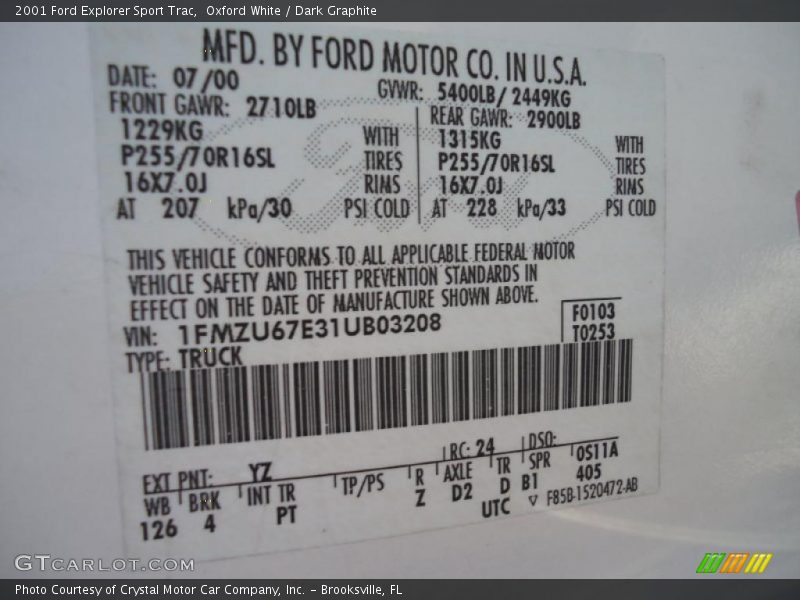 2001 Ford Explorer Sport Trac,  Oxford White / Dark Graphite
MFD. BY FORD MOTOR CO. IN U.S.A.
DATE: 07/00
GVWR: 5400LB/ 2449KG
FRONT GAWR: 2710LB
REAR GAWR: 2900LB
1229KG WITH
1315KG WITH
P255/70R16SL TIRES
P255/70R16SL TIRES
16X7.0J RIMS
16X7.0J RIMS
AT 207 kPa/30 PSI COLD
AT 228 kPa/33 PSI COLD
THIS VEHICLE CONFORMS TO ALL APPLICABLE FEDERAL MOTOR
VEHICLE SAFETY AND THEFT PREVENTION STANDARDS IN
EFFECT ON THE DATE OF MANUFACTURE SHOWN ABOVE.
VIN: 1FMZU67E31UB03208
F0103
TYPE: TRUCK
T0253
EXT PNT: YZ
RC: 24
DSO:
WB BRK INT TR TP/PS R AXLE TR SPR 0S11A
126 4 PT Z D2 D B1 405
UTC ▽ F85B-1520472-AB
Ford
GTCARLOT.COM
Photo Courtesy of Crystal Motor Car Company, Inc. – Brooksville, FL